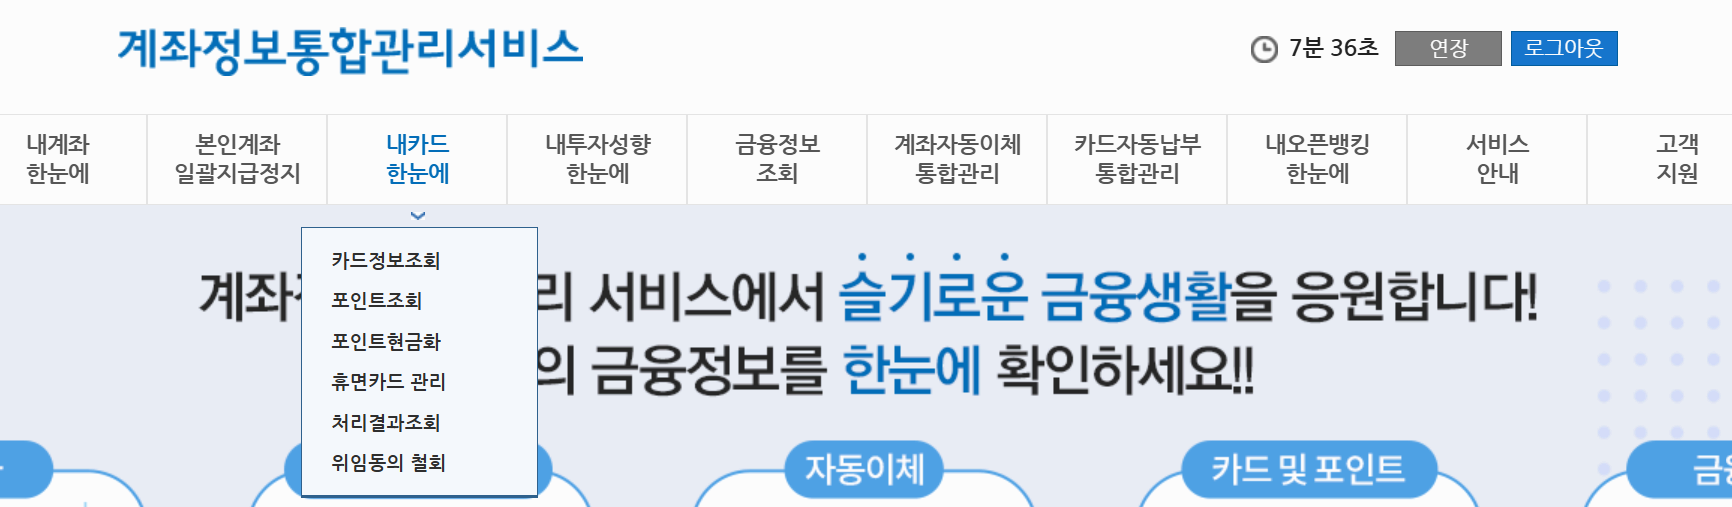 계좌정보통합관리서비스
7분 36초
연장
로그아웃
내계좌
한눈에
본인계좌
일괄지급정지
내카드
한눈에
내투자성향
한눈에
금융정보
조회
계좌자동이체
통합관리
카드자동납부
통합관리
내오픈뱅킹
한눈에
서비스
안내
고객
지원
카드정보조회
포인트조회
포인트현금화
휴면카드 관리
처리결과조회
위임동의 철회
계좌 리 서비스에서 슬기로운 금융생활을 응원합니다!
의 금융정보를 한눈에 확인하세요!!
자동이체
카드 및 포인트